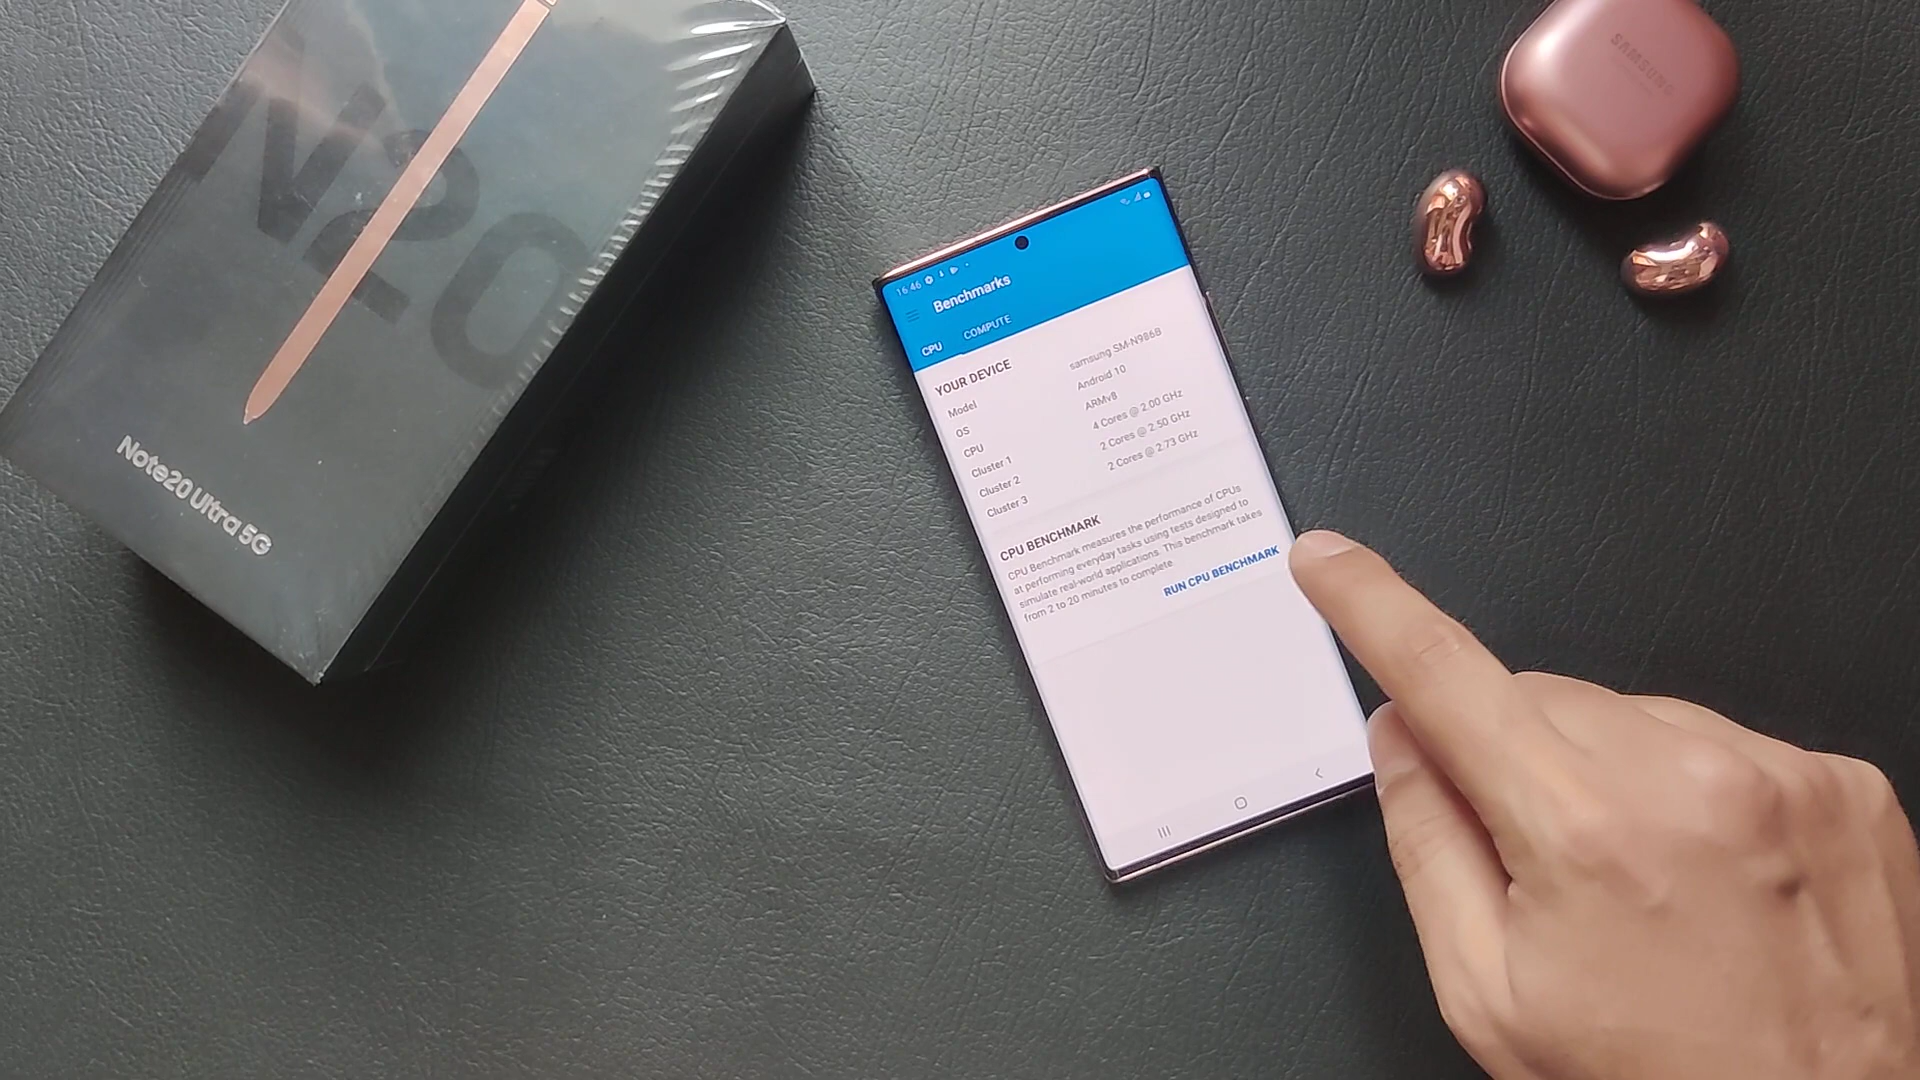 N20
Note20 Ultra 5G
SAMSUNG
16:46
Benchmarks
CPU COMPUTE
YOUR DEVICE
Model samsung SM-N986B
OS Android 10
CPU ARMv8
Cluster 1 4 Cores @ 2.00 GHz
Cluster 2 2 Cores @ 2.50 GHz
Cluster 3 2 Cores @ 2.73 GHz
CPU BENCHMARK
CPU Benchmark measures the performance of CPUs
at performing everyday tasks using tests designed to
simulate real-world applications. This benchmark takes
from 2 to 20 minutes to complete.
RUN CPU BENCHMARK